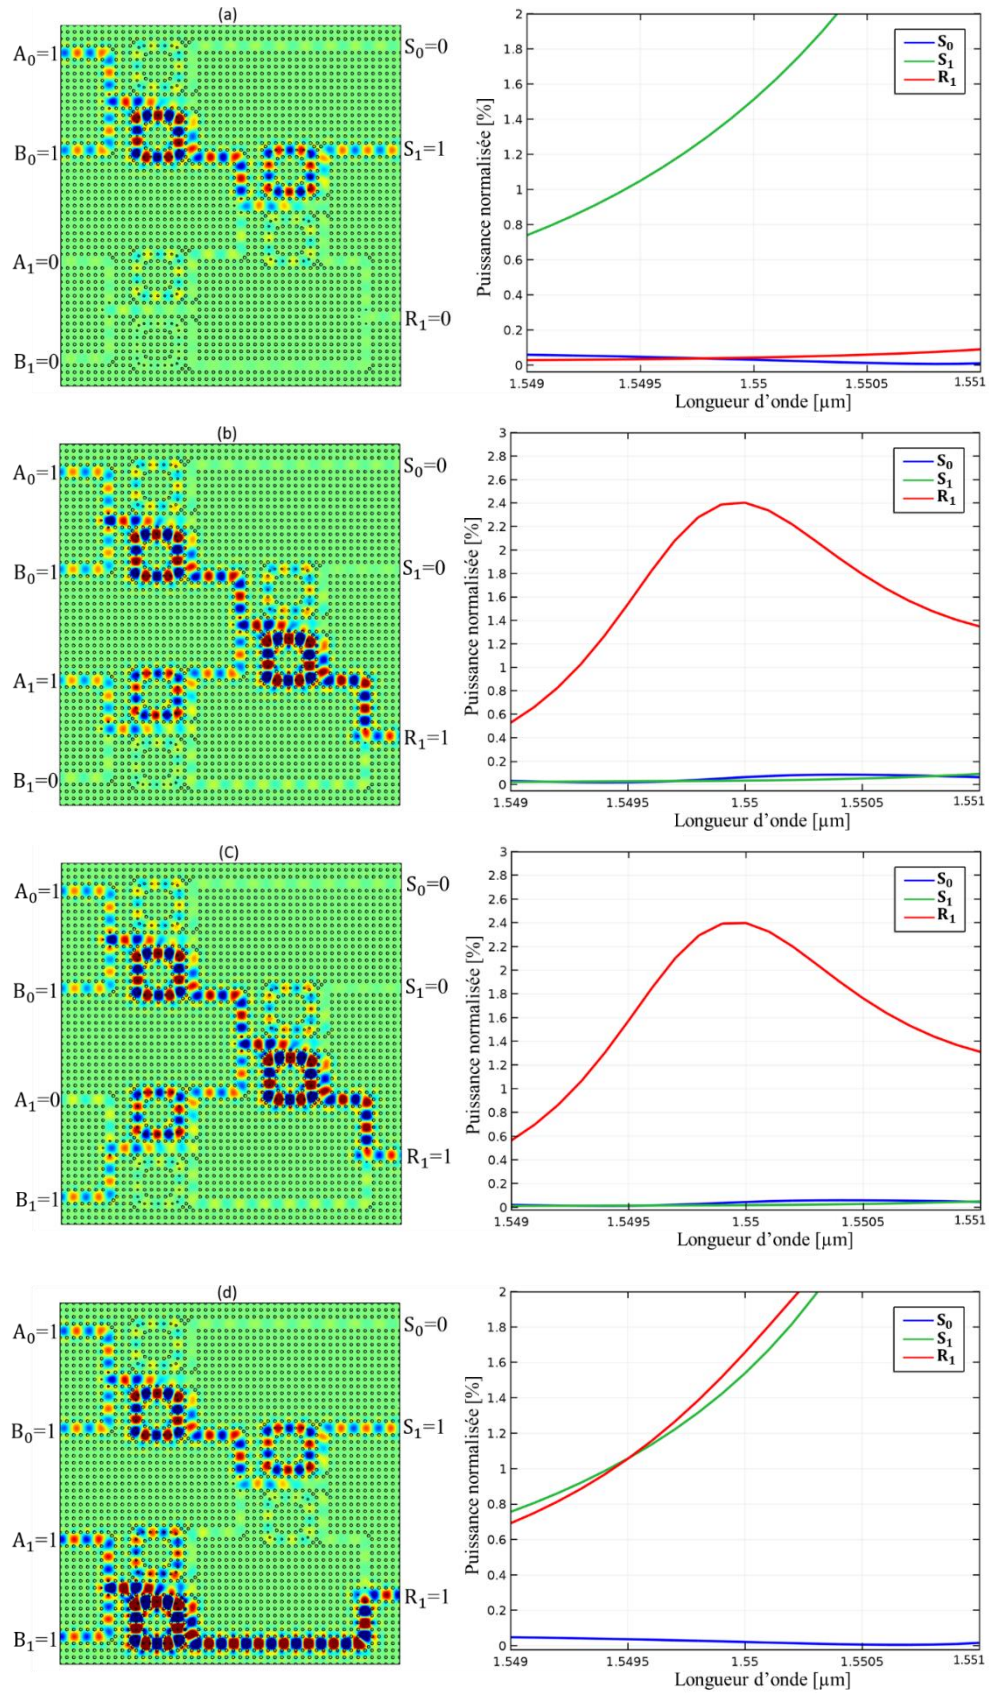 (a)
A₀=1
B₀=1
A₁=0
B₁=0
S₀=0
S₁=1
R₁=0
Puissance normalisée [%]
2
1.8
1.6
1.4
1.2
1
0.8
0.6
0.4
0.2
0
1.549
1.5495
1.55
1.5505
1.551
Longueur d'onde [µm]
S₀
S₁
R₁
(b)
A₀=1
B₀=1
A₁=1
B₁=0
S₀=0
S₁=0
R₁=1
Puissance normalisée [%]
3
2.8
2.6
2.4
2.2
2
1.8
1.6
1.4
1.2
1
0.8
0.6
0.4
0.2
0
1.549
1.5495
1.55
1.5505
1.551
Longueur d'onde [µm]
S₀
S₁
R₁
(C)
A₀=1
B₀=1
A₁=0
B₁=1
S₀=0
S₁=0
R₁=1
Puissance normalisée [%]
3
2.8
2.6
2.4
2.2
2
1.8
1.6
1.4
1.2
1
0.8
0.6
0.4
0.2
0
1.549
1.5495
1.55
1.5505
1.551
Longueur d'onde [µm]
S₀
S₁
R₁
(d)
A₀=1
B₀=1
A₁=1
B₁=1
S₀=0
S₁=1
R₁=1
Puissance normalisée [%]
2
1.8
1.6
1.4
1.2
1
0.8
0.6
0.4
0.2
0
1.549
1.5495
1.55
1.5505
1.551
Longueur d'onde [µm]
S₀
S₁
R₁